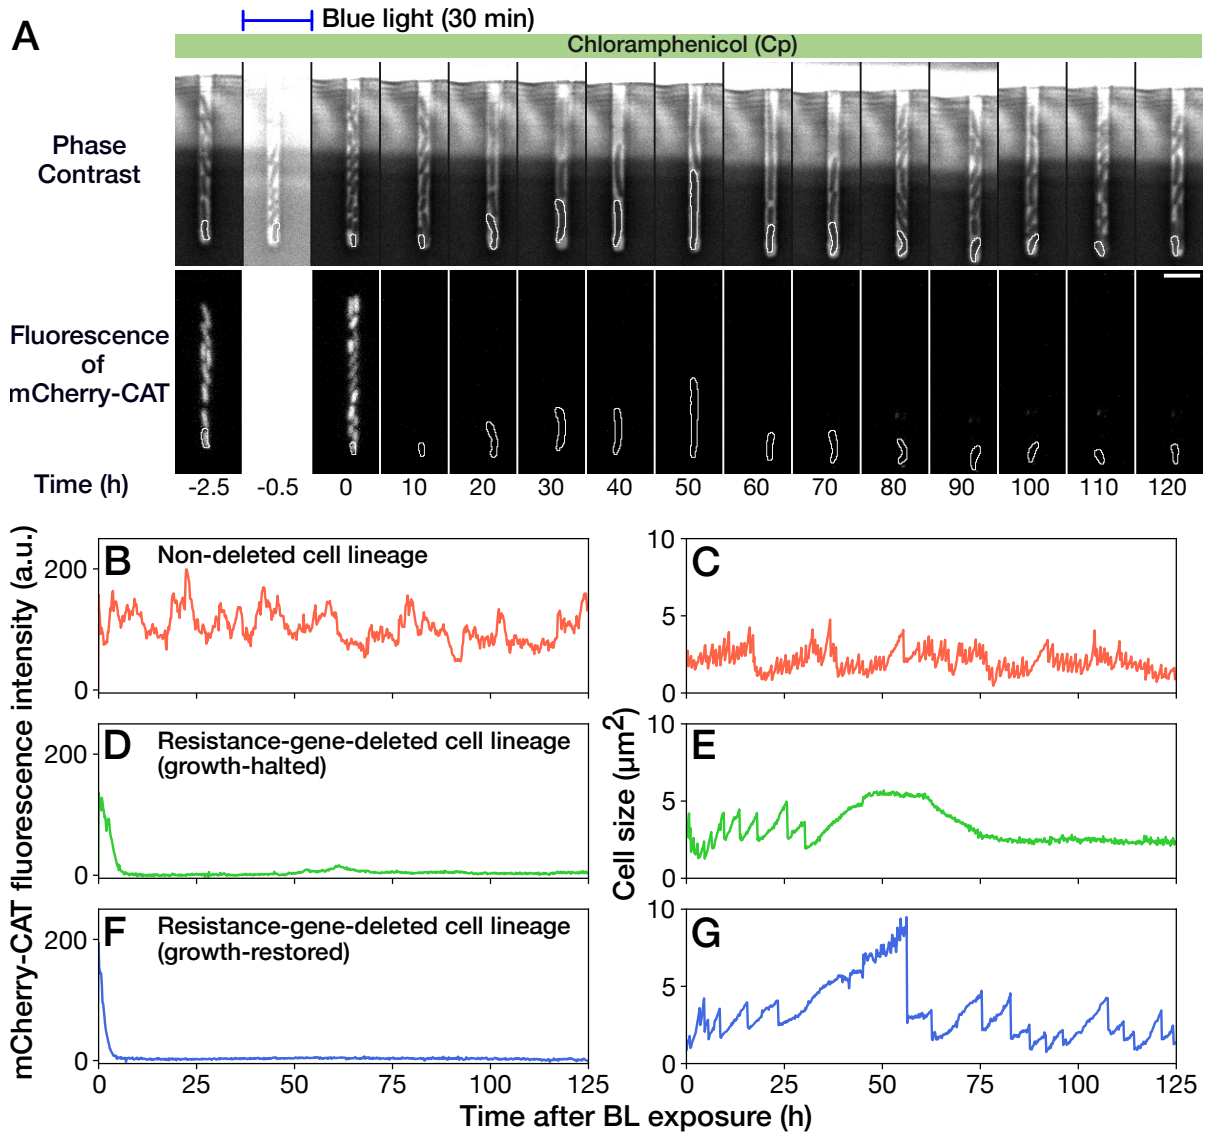 A
Blue light (30 min)
Chloramphenicol (Cp)
Phase
Contrast
Fluorescence
of
mCherry-CAT
Time (h)
-2.5 -0.5 0 10 20 30 40 50 60 70 80 90 100 110 120
mCherry-CAT fluorescence intensity (a.u.)
B Non-deleted cell lineage
200
0
C
10
5
0
D Resistance-gene-deleted cell lineage
(growth-halted)
200
0
Cell size (µm²)
E
10
5
0
F Resistance-gene-deleted cell lineage
(growth-restored)
200
0
0 25 50 75 100 125
G
10
5
0
0 25 50 75 100 125
Time after BL exposure (h)